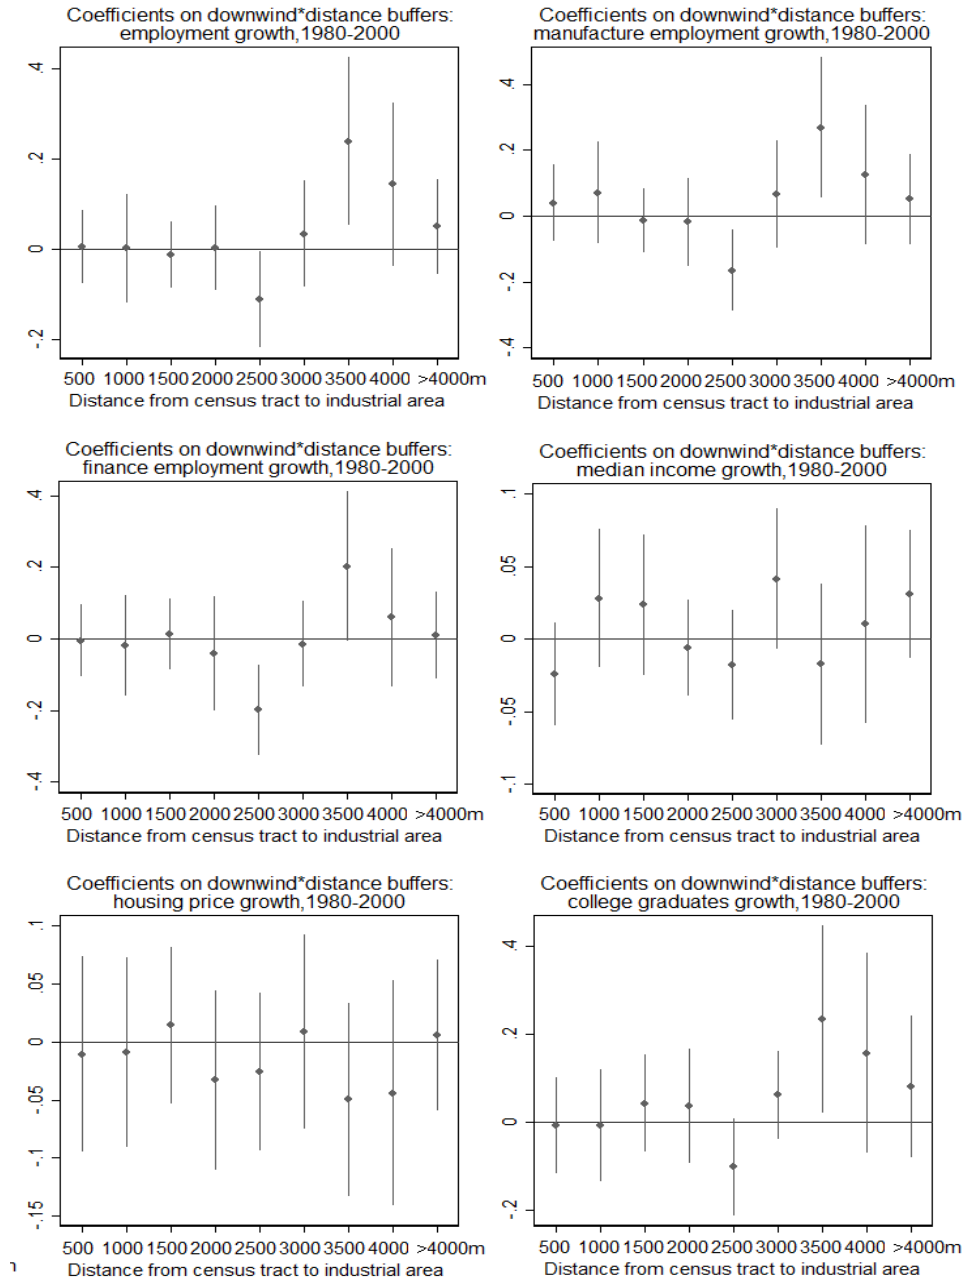 Coefficients on downwind*distance buffers:
employment growth,1980-2000
.4
.2
0
-.2
500 1000 1500 2000 2500 3000 3500 4000 >4000m
Distance from census tract to industrial area
Coefficients on downwind*distance buffers:
manufacture employment growth,1980-2000
.4
.2
0
-.2
-.4
500 1000 1500 2000 2500 3000 3500 4000 >4000m
Distance from census tract to industrial area
Coefficients on downwind*distance buffers:
finance employment growth,1980-2000
.4
.2
0
-.2
-.4
500 1000 1500 2000 2500 3000 3500 4000 >4000m
Distance from census tract to industrial area
Coefficients on downwind*distance buffers:
median income growth,1980-2000
.1
.05
0
-.05
-.1
500 1000 1500 2000 2500 3000 3500 4000 >4000m
Distance from census tract to industrial area
Coefficients on downwind*distance buffers:
housing price growth,1980-2000
.1
.05
0
-.05
-.1
-.15
500 1000 1500 2000 2500 3000 3500 4000 >4000m
Distance from census tract to industrial area
Coefficients on downwind*distance buffers:
college graduates growth,1980-2000
.4
.2
0
-.2
500 1000 1500 2000 2500 3000 3500 4000 >4000m
Distance from census tract to industrial area